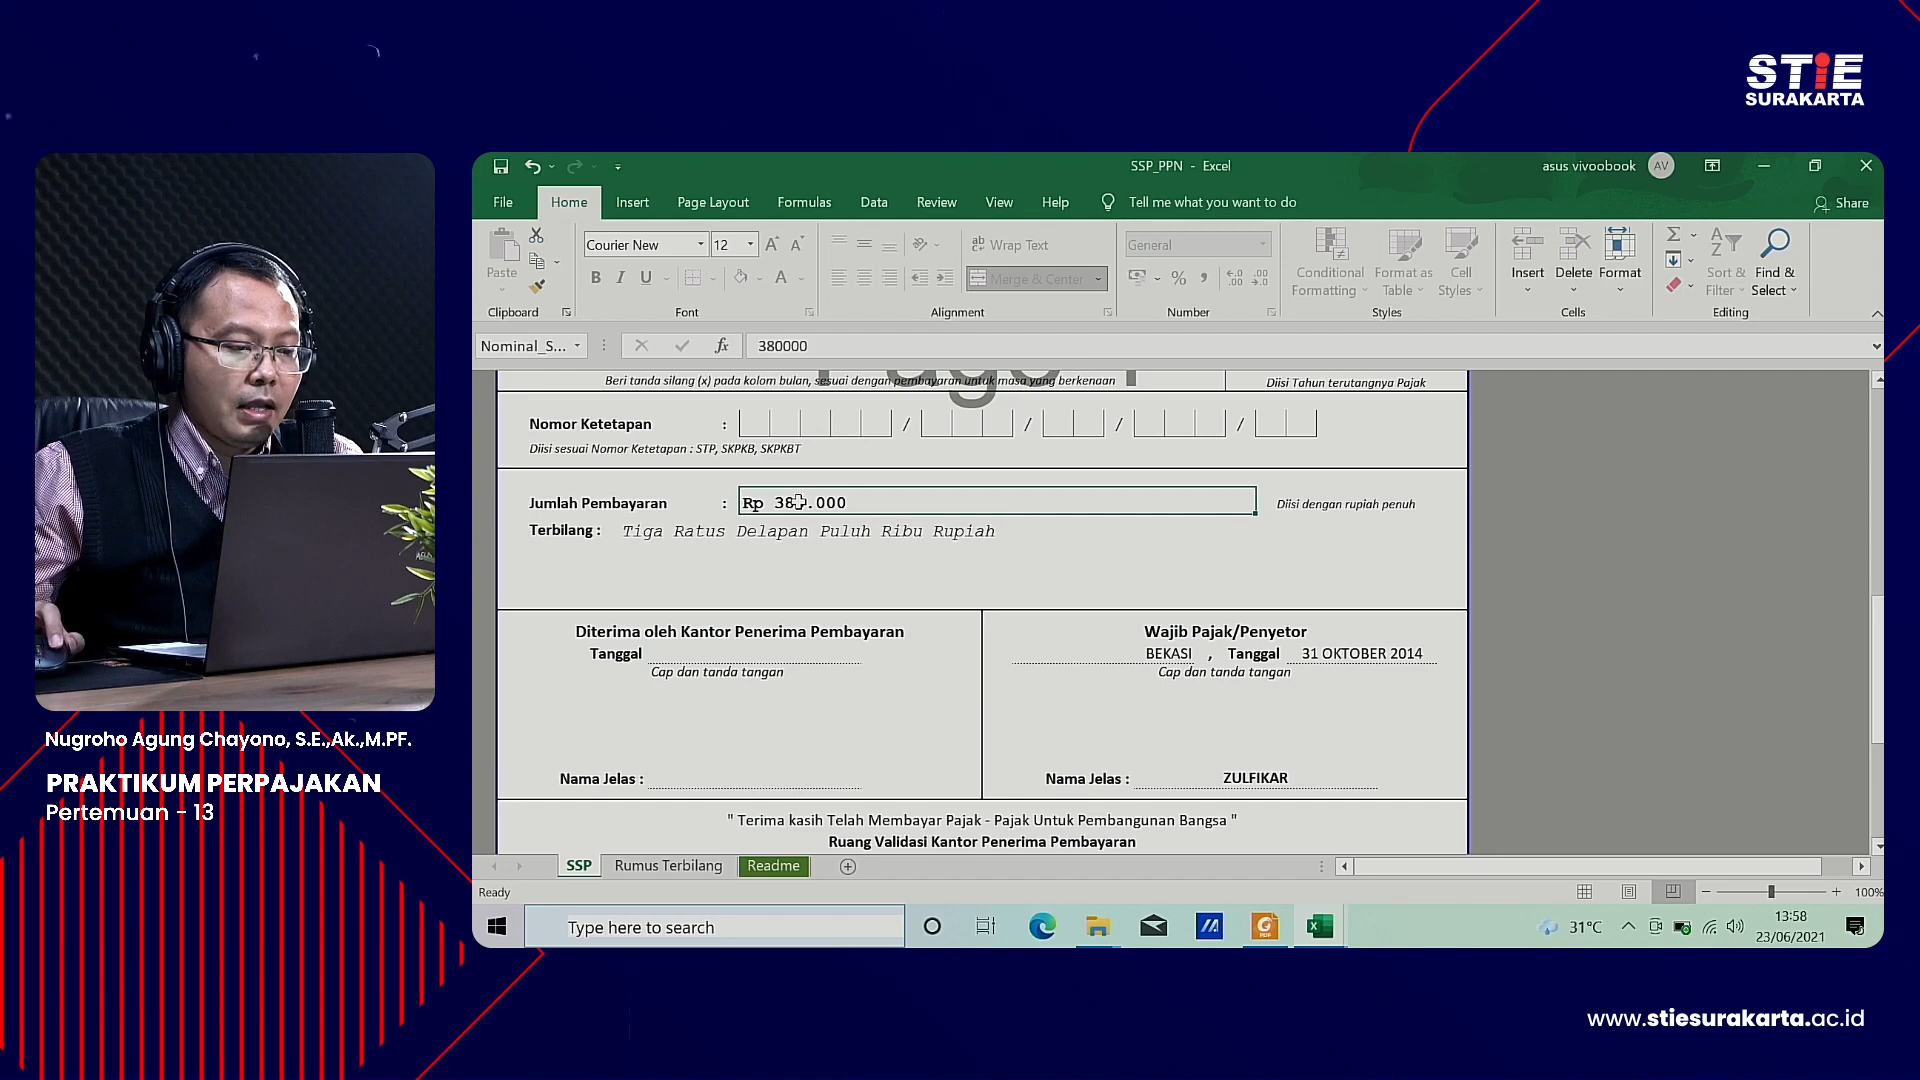 STiE
SURAKARTA
SSP_PPN - Excel
asus vivoobook
AV
File
Home
Insert
Page Layout
Formulas
Data
Review
View
Help
Tell me what you want to do
Share
Paste
Clipboard
Courier New
12
B I U
Font
ab Wrap Text
Merge & Center
Alignment
General
Number
Conditional Formatting
Format as Table
Cell Styles
Styles
Insert
Delete
Format
Cells
Sort & Filter
Find & Select
Editing
Nominal_S...
fx
380000
Beri tanda silang (x) pada kolom bulan, sesuai dengan pembayaran untuk masa yang berkenaan
Diisi Tahun terutangnya Pajak
Nomor Ketetapan : / / / /
Diisi sesuai Nomor Ketetapan : STP, SKPKB, SKPKBT
Jumlah Pembayaran : Rp 380.000 Diisi dengan rupiah penuh
Terbilang : Tiga Ratus Delapan Puluh Ribu Rupiah
Diterima oleh Kantor Penerima Pembayaran
Tanggal
Cap dan tanda tangan
Nama Jelas :
Wajib Pajak/Penyetor
BEKASI , Tanggal 31 OKTOBER 2014
Cap dan tanda tangan
Nama Jelas : ZULFIKAR
" Terima kasih Telah Membayar Pajak - Pajak Untuk Pembangunan Bangsa "
Ruang Validasi Kantor Penerima Pembayaran
SSP
Rumus Terbilang
Readme
Ready
100%
Type here to search
31°C
13:58
23/06/2021
Nugroho Agung Chayono, S.E.,Ak.,M.PF.
PRAKTIKUM PERPAJAKAN
Pertemuan - 13
www.stiesurakarta.ac.id